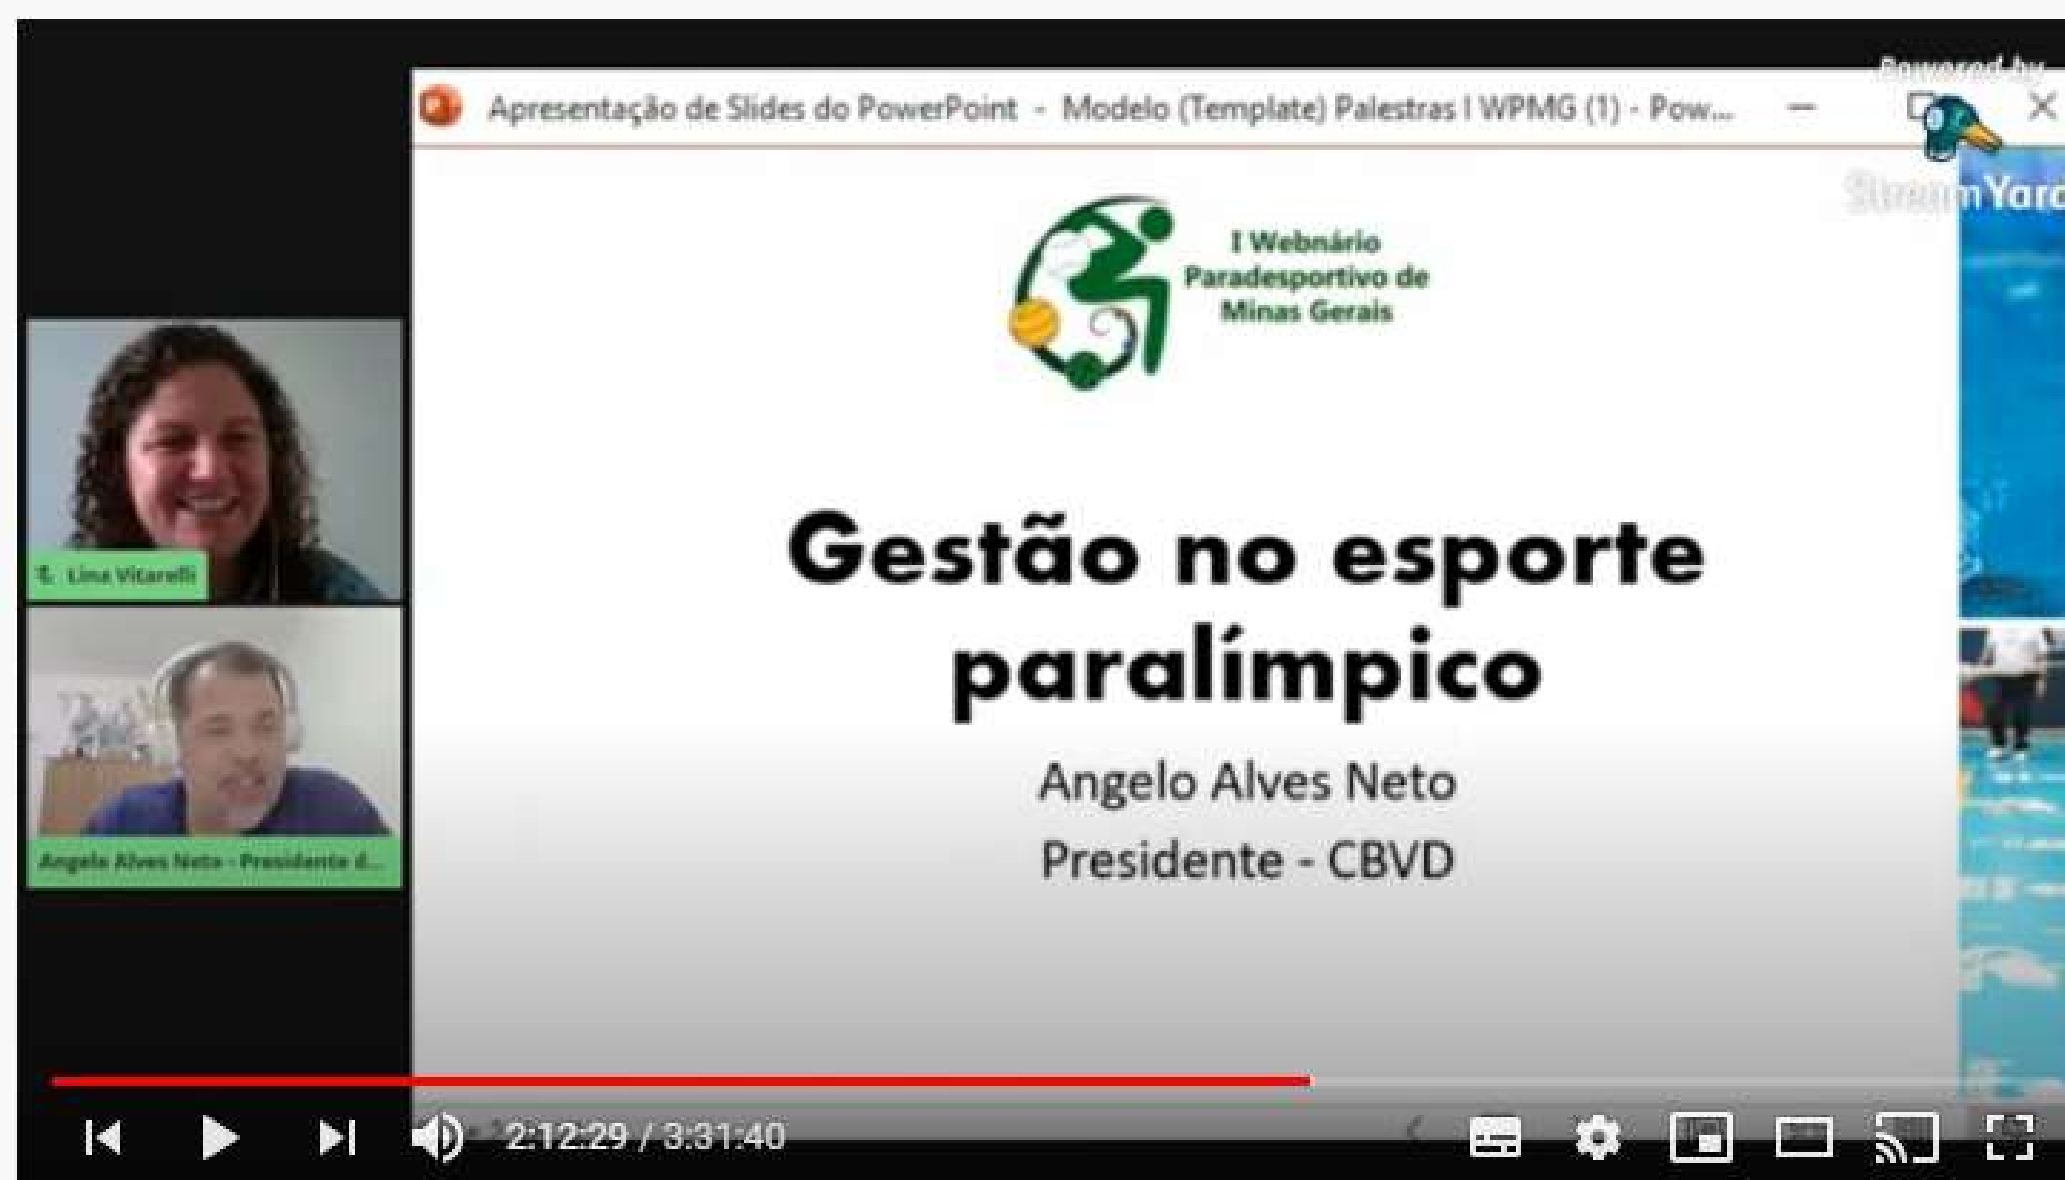 Powered by
Apresentação de Slides do PowerPoint - Modelo (Template) Palestras I WPMG (1) - Pow...
StreamYard
I Webnário
Paradesportivo de
Minas Gerais
Gestão no esporte
paralímpico
Lina Vitarelli
Angelo Alves Neto
Presidente - CBVD
Angelo Alves Neto - Presidente d...
2:12:29 / 3:31:40